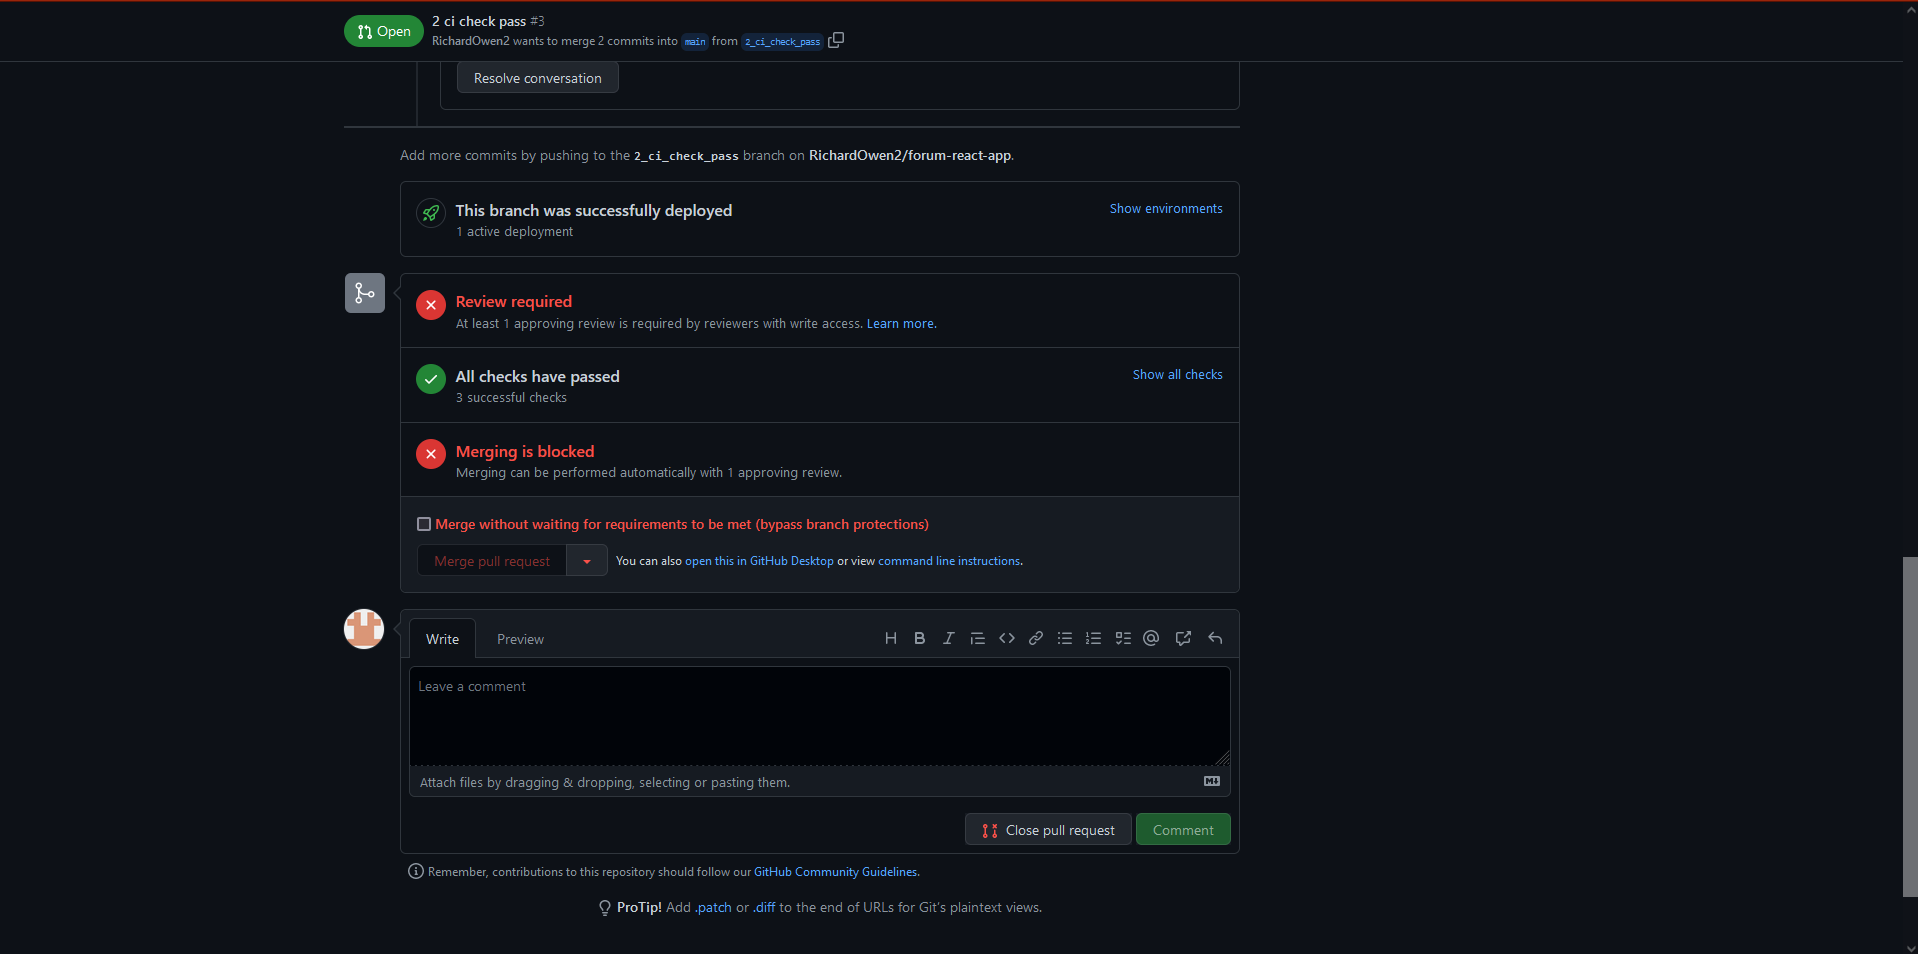 Open
2 ci check pass #3
RichardOwen2 wants to merge 2 commits into main from 2_ci_check_pass
Resolve conversation
Add more commits by pushing to the 2_ci_check_pass branch on RichardOwen2/forum-react-app.
This branch was successfully deployed
Show environments
1 active deployment
Review required
At least 1 approving review is required by reviewers with write access. Learn more.
All checks have passed
Show all checks
3 successful checks
Merging is blocked
Merging can be performed automatically with 1 approving review.
Merge without waiting for requirements to be met (bypass branch protections)
Merge pull request
You can also open this in GitHub Desktop or view command line instructions.
Write
Preview
Leave a comment
Attach files by dragging & dropping, selecting or pasting them.
Close pull request
Comment
Remember, contributions to this repository should follow our GitHub Community Guidelines.
ProTip! Add .patch or .diff to the end of URLs for Git's plaintext views.